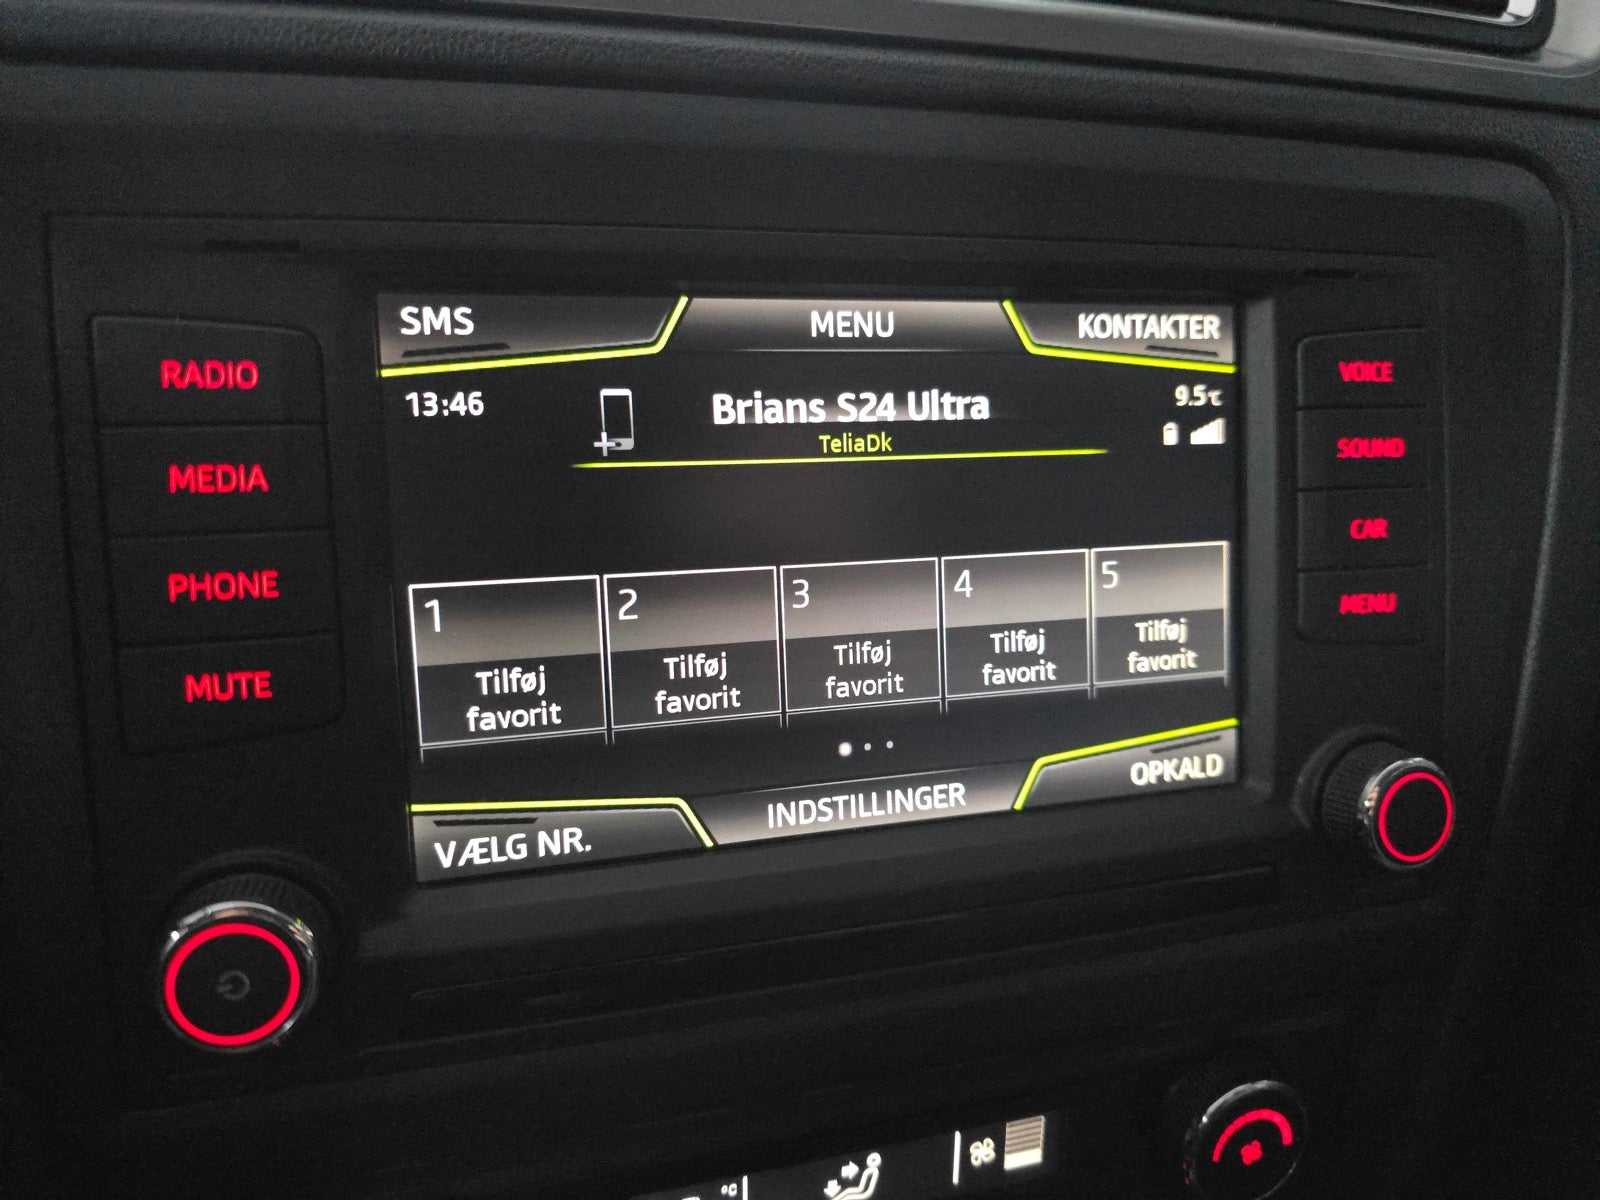 SMS
MENU
KONTAKTER
13:46
Brians S24 Ultra
TeliaDk
9.5°C
RADIO
MEDIA
PHONE
MUTE
1
Tilføj
favorit
2
Tilføj
favorit
3
Tilføj
favorit
4
Tilføj
favorit
5
Tilføj
favorit
VÆLG NR.
INDSTILLINGER
OPKALD
VOICE
SOUND
CAR
MENU
°C